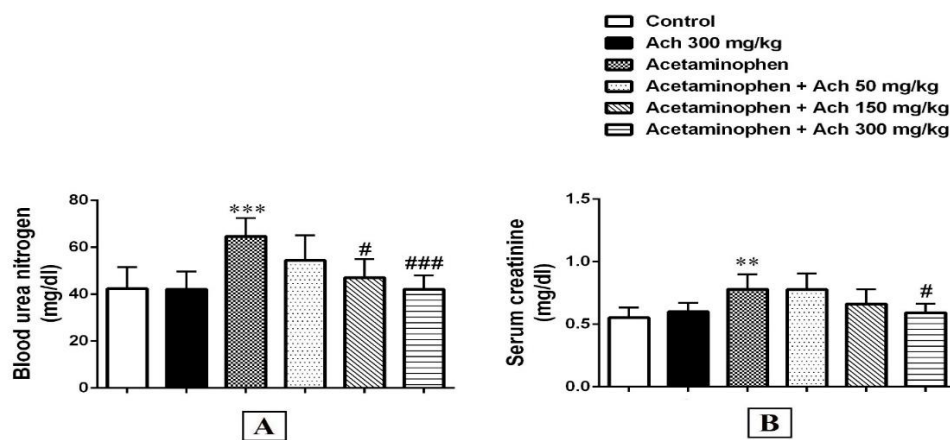 Control
Ach 300 mg/kg
Acetaminophen
Acetaminophen + Ach 50 mg/kg
Acetaminophen + Ach 150 mg/kg
Acetaminophen + Ach 300 mg/kg
Blood urea nitrogen
(mg/dl)
80
60
40
20
0
***
#
###
A
Serum creatinine
(mg/dl)
1.5
1.0
0.5
0.0
**
#
B